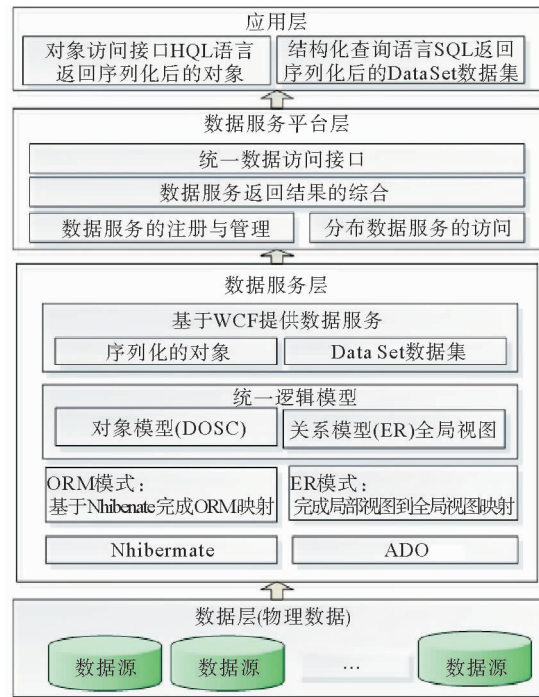 应用层
对象访问接口HQL语言
返回序列化后的对象
结构化查询语言SQL返回
序列化后的DataSet数据集
数据服务平台层
统一数据访问接口
数据服务返回结果的综合
数据服务的注册与管理
分布数据服务的访问
数据服务层
基于WCF提供数据服务
序列化的对象
Data Set数据集
统一逻辑模型
对象模型(DOSC)
关系模型(ER)全局视图
ORM模式：
基于Nhibenate完成ORM映射
ER模式：
完成局部视图到全局视图映射
Nhibermate
ADO
数据层(物理数据)
数据源
数据源
…
数据源